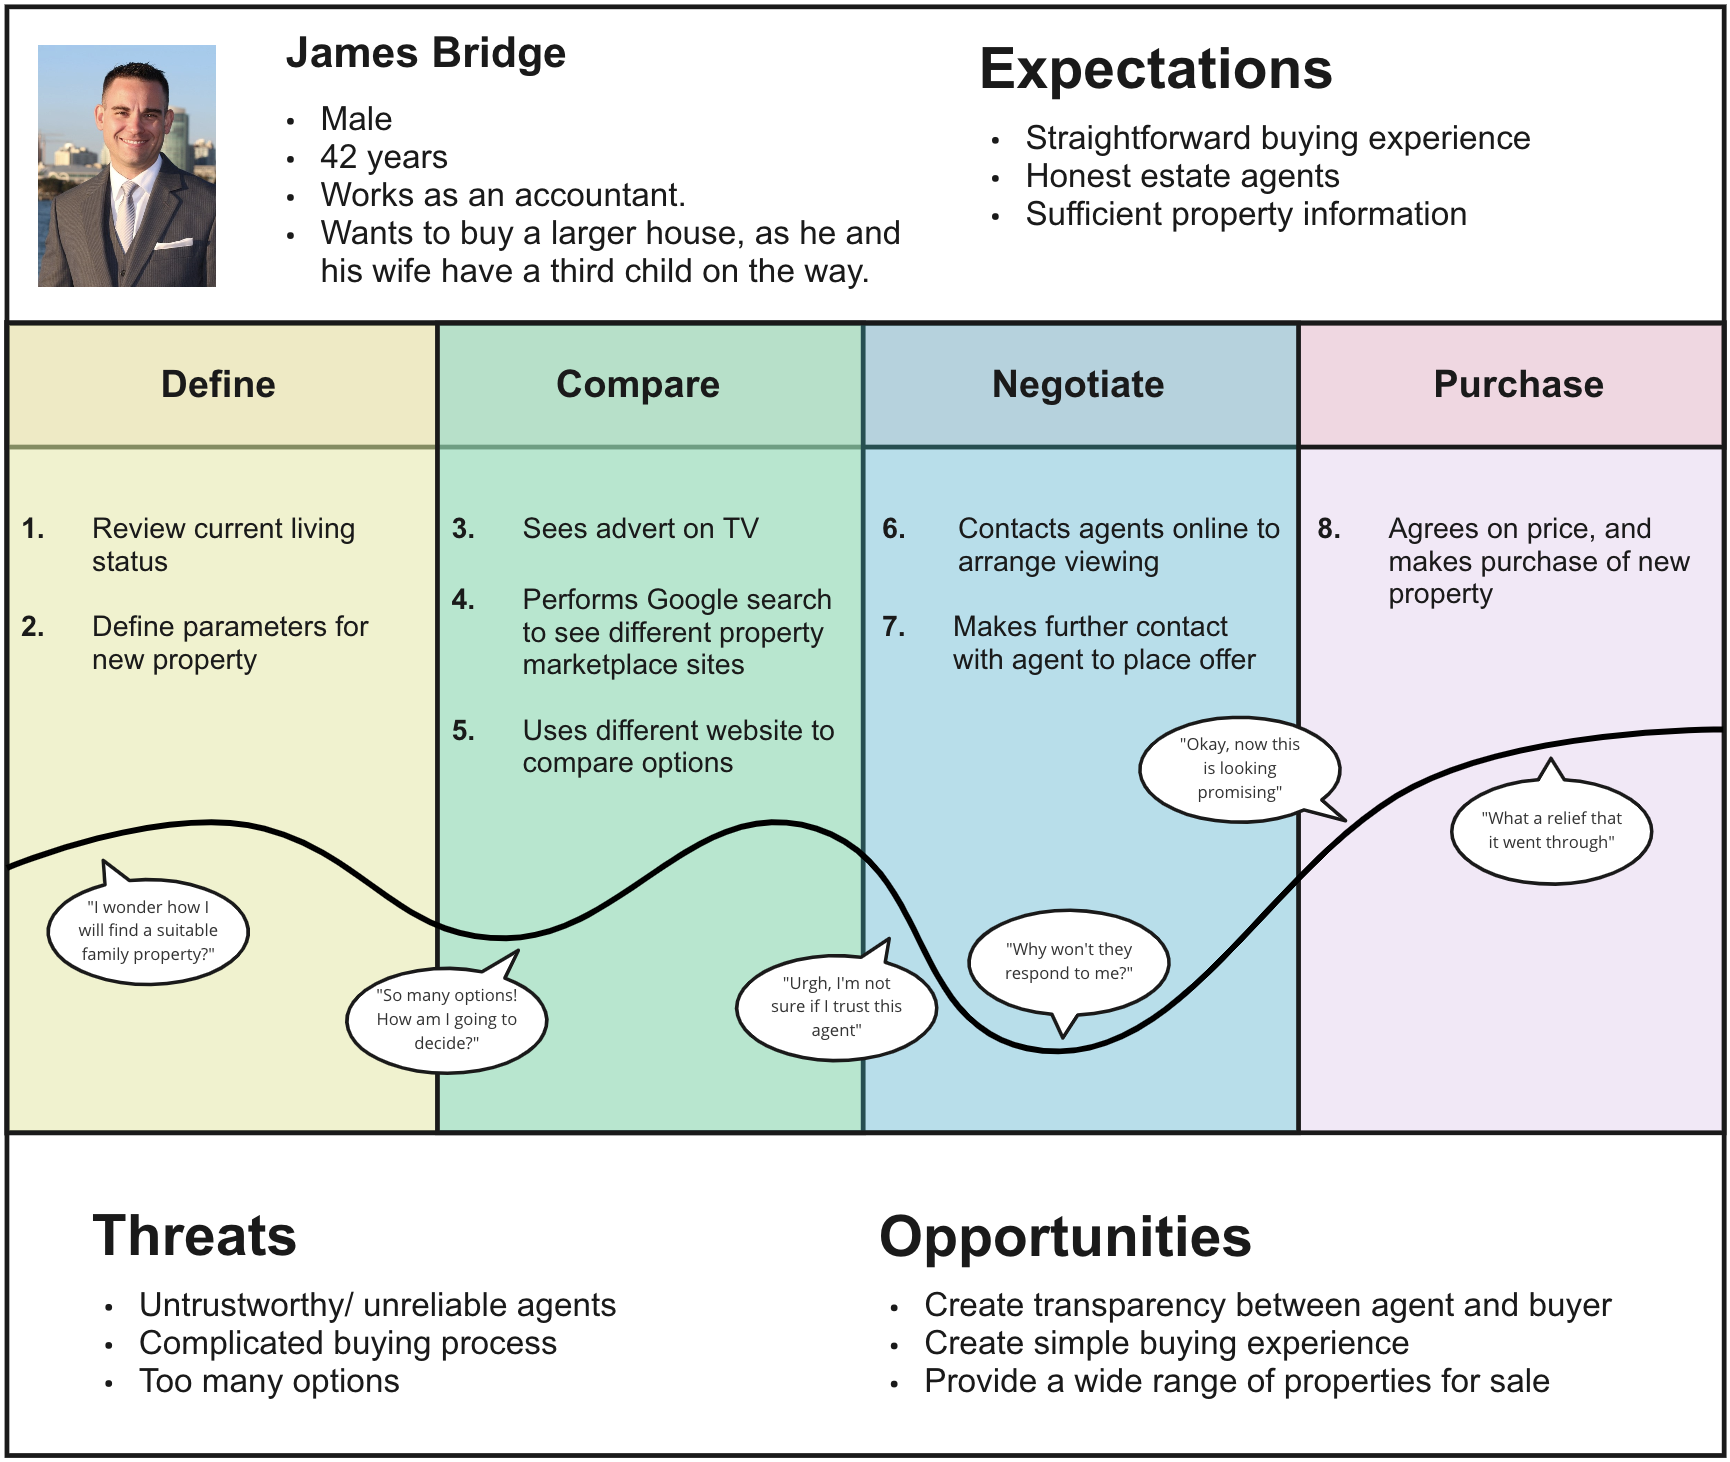 James Bridge
• Male
• 42 years
• Works as an accountant.
• Wants to buy a larger house, as he and
his wife have a third child on the way.
Expectations
• Straightforward buying experience
• Honest estate agents
• Sufficient property information
Define
Compare
Negotiate
Purchase
1. Review current living
status
2. Define parameters for
new property
3. Sees advert on TV
4. Performs Google search
to see different property
marketplace sites
5. Uses different website to
compare options
6. Contacts agents online to
arrange viewing
7. Makes further contact
with agent to place offer
8. Agrees on price, and
makes purchase of new
property
"I wonder how I
will find a suitable
family property?"
"So many options!
How am I going to
decide?"
"Urgh, I'm not
sure if I trust this
agent"
"Why won't they
respond to me?"
"Okay, now this
is looking
promising"
"What a relief that
it went through"
Threats
• Untrustworthy/ unreliable agents
• Complicated buying process
• Too many options
Opportunities
• Create transparency between agent and buyer
• Create simple buying experience
• Provide a wide range of properties for sale